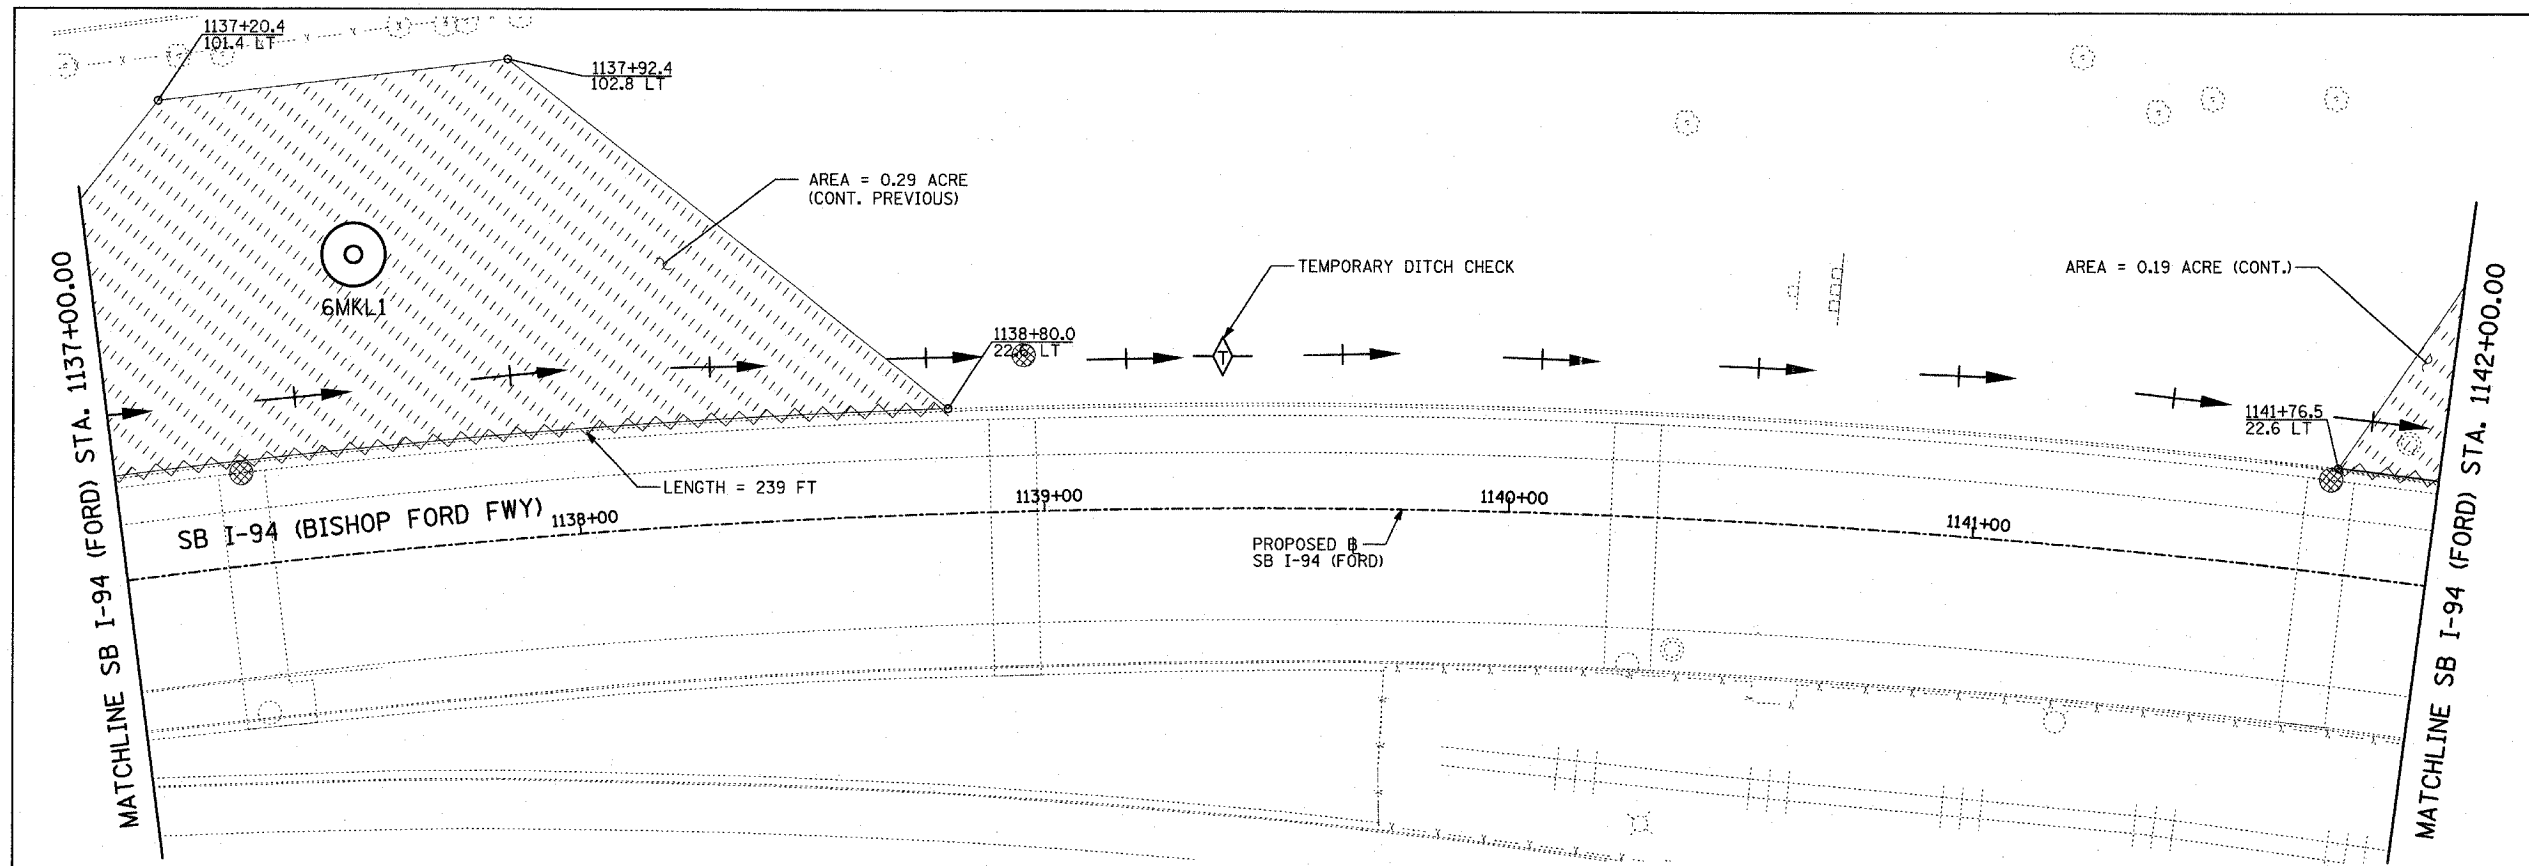 1137+20.4
101.4 LT
1137+92.4
102.8 LT
AREA = 0.29 ACRE
(CONT. PREVIOUS)
6MKL1
TEMPORARY DITCH CHECK
T
AREA = 0.19 ACRE (CONT.)
1138+80.0
22.6 LT
1141+76.5
22.6 LT
LENGTH = 239 FT
SB I-94 (BISHOP FORD FWY)
1138+00
1139+00
1140+00
1141+00
PROPOSED B
SB I-94 (FORD)
MATCHLINE SB I-94 (FORD) STA. 1137+00.00
MATCHLINE SB I-94 (FORD) STA. 1142+00.00